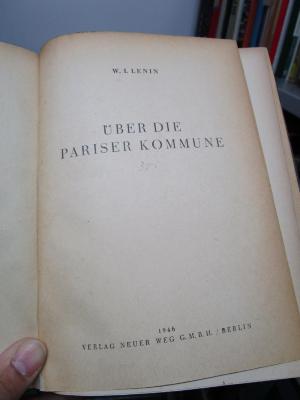 W. I. LENIN
ÜBER DIE
PARISER KOMMUNE
1946
VERLAG NEUER WEG G.M.B.H. / BERLIN